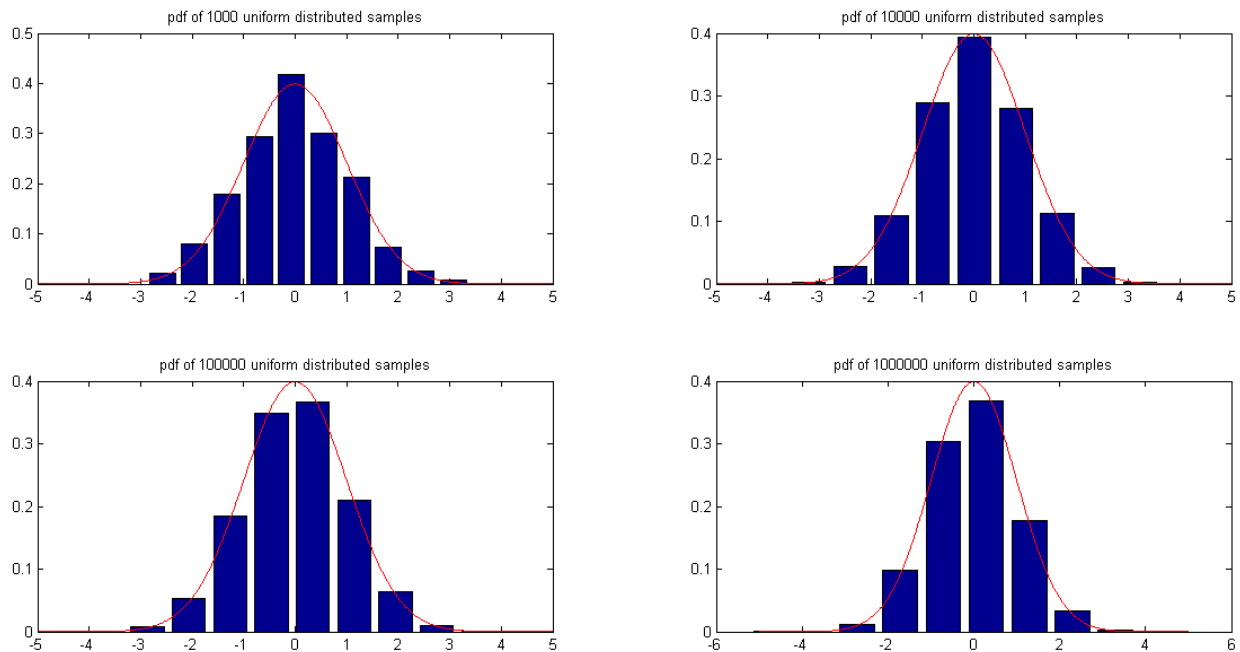 pdf of 1000 uniform distributed samples
0.5
0.4
0.3
0.2
0.1
0
-5 -4 -3 -2 -1 0 1 2 3 4 5
pdf of 10000 uniform distributed samples
0.4
0.3
0.2
0.1
0
-5 -4 -3 -2 -1 0 1 2 3 4 5
pdf of 100000 uniform distributed samples
0.4
0.3
0.2
0.1
0
-5 -4 -3 -2 -1 0 1 2 3 4 5
pdf of 1000000 uniform distributed samples
0.4
0.3
0.2
0.1
0
-6 -4 -2 0 2 4 6